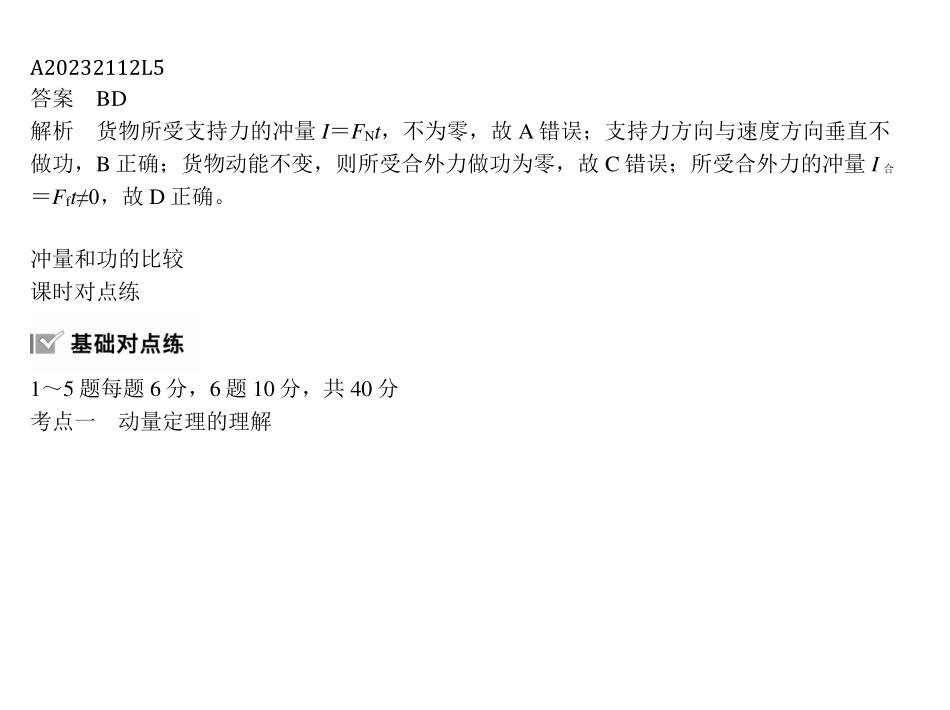 A20232112L5
答案　BD
解析　货物所受支持力的冲量 I＝FNt，不为零，故 A 错误；支持力方向与速度方向垂直不
做功，B 正确；货物动能不变，则所受合外力做功为零，故 C 错误；所受合外力的冲量 I合
＝Fft≠0，故 D 正确。
冲量和功的比较
课时对点练
基础对点练
1～5 题每题 6 分，6 题 10 分，共 40 分
考点一　动量定理的理解